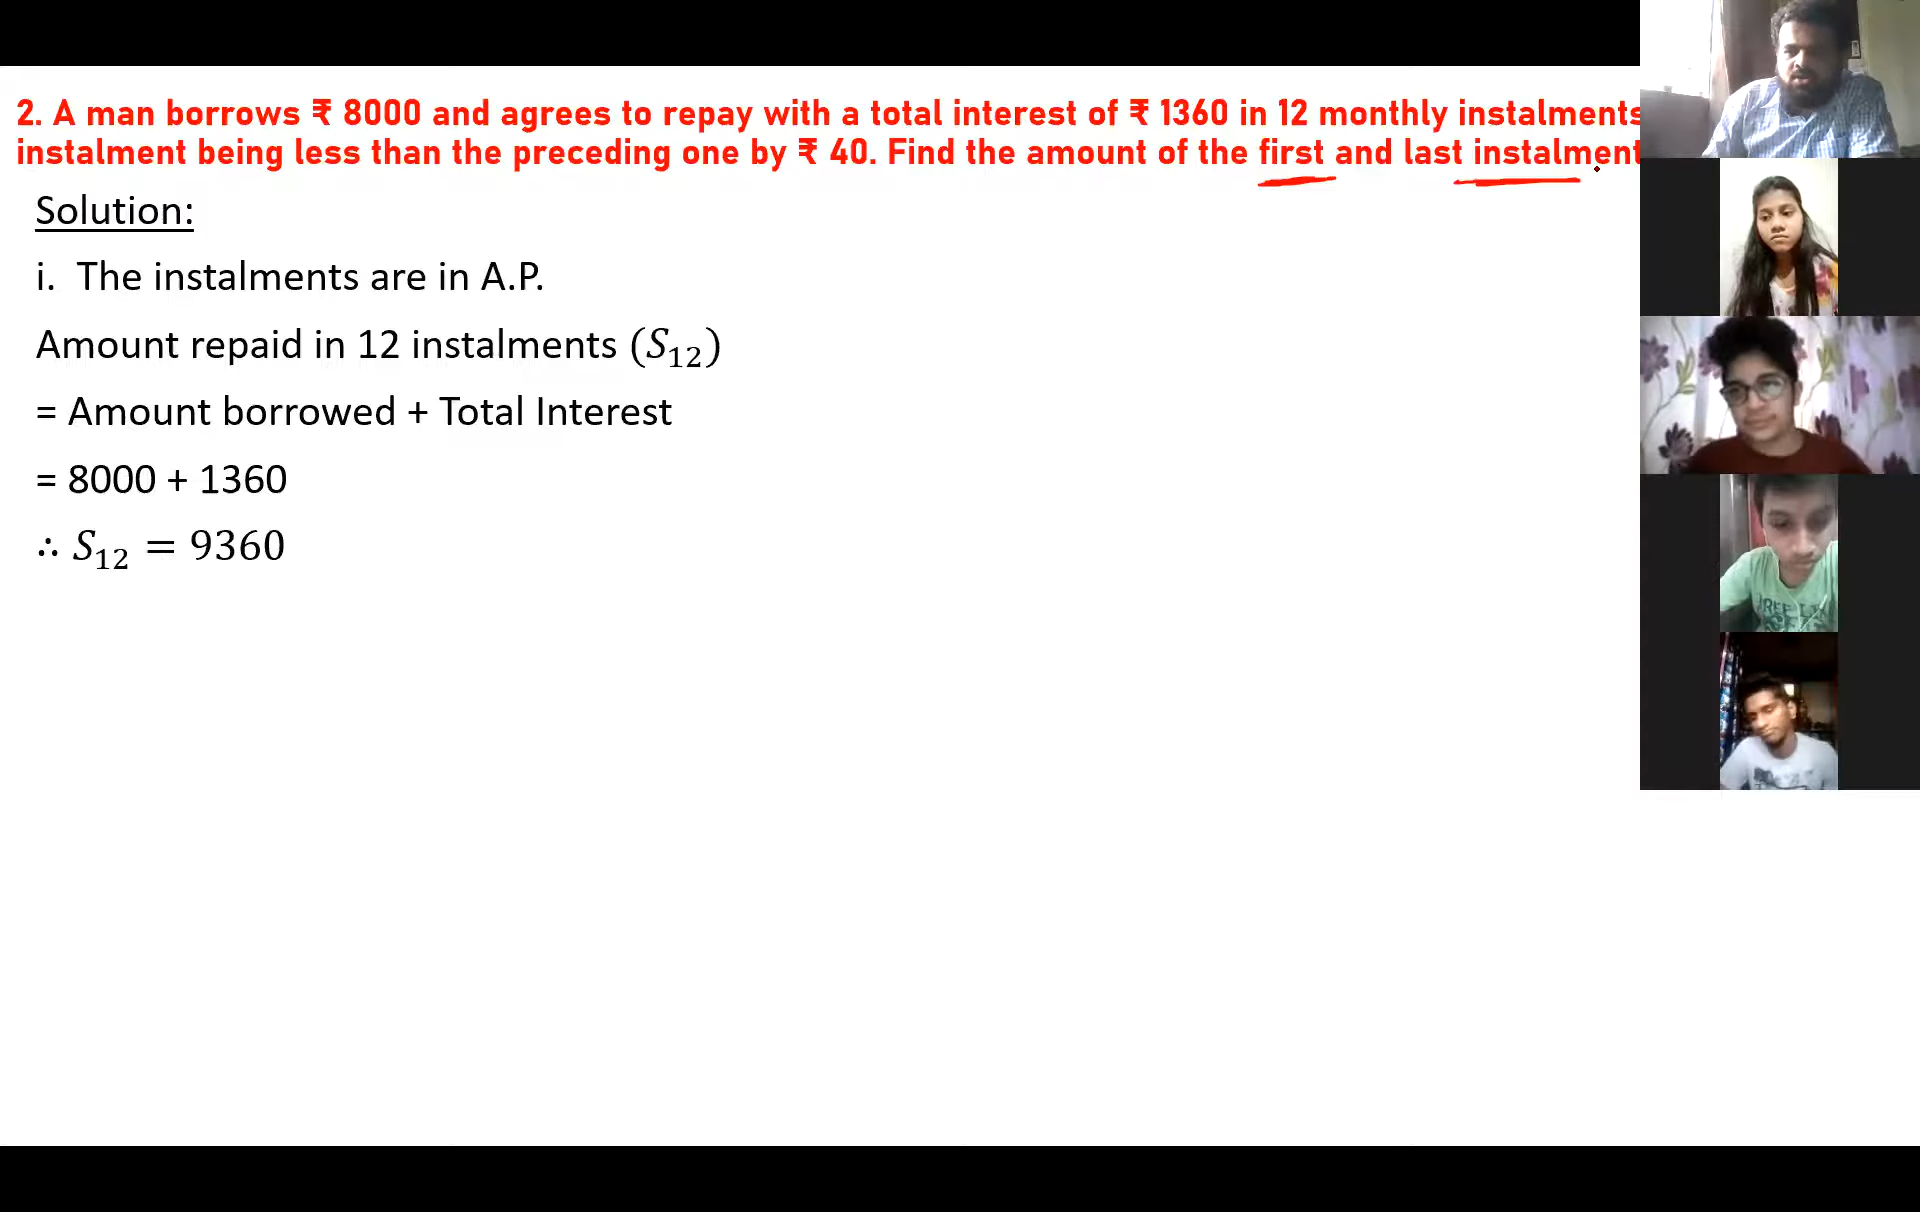 2. A man borrows ₹ 8000 and agrees to repay with a total interest of ₹ 1360 in 12 monthly instalments
instalment being less than the preceding one by ₹ 40. Find the amount of the first and last instalment
Solution:
i. The instalments are in A.P.
Amount repaid in 12 instalments (S₁₂)
= Amount borrowed + Total Interest
= 8000 + 1360
∴ S₁₂ = 9360